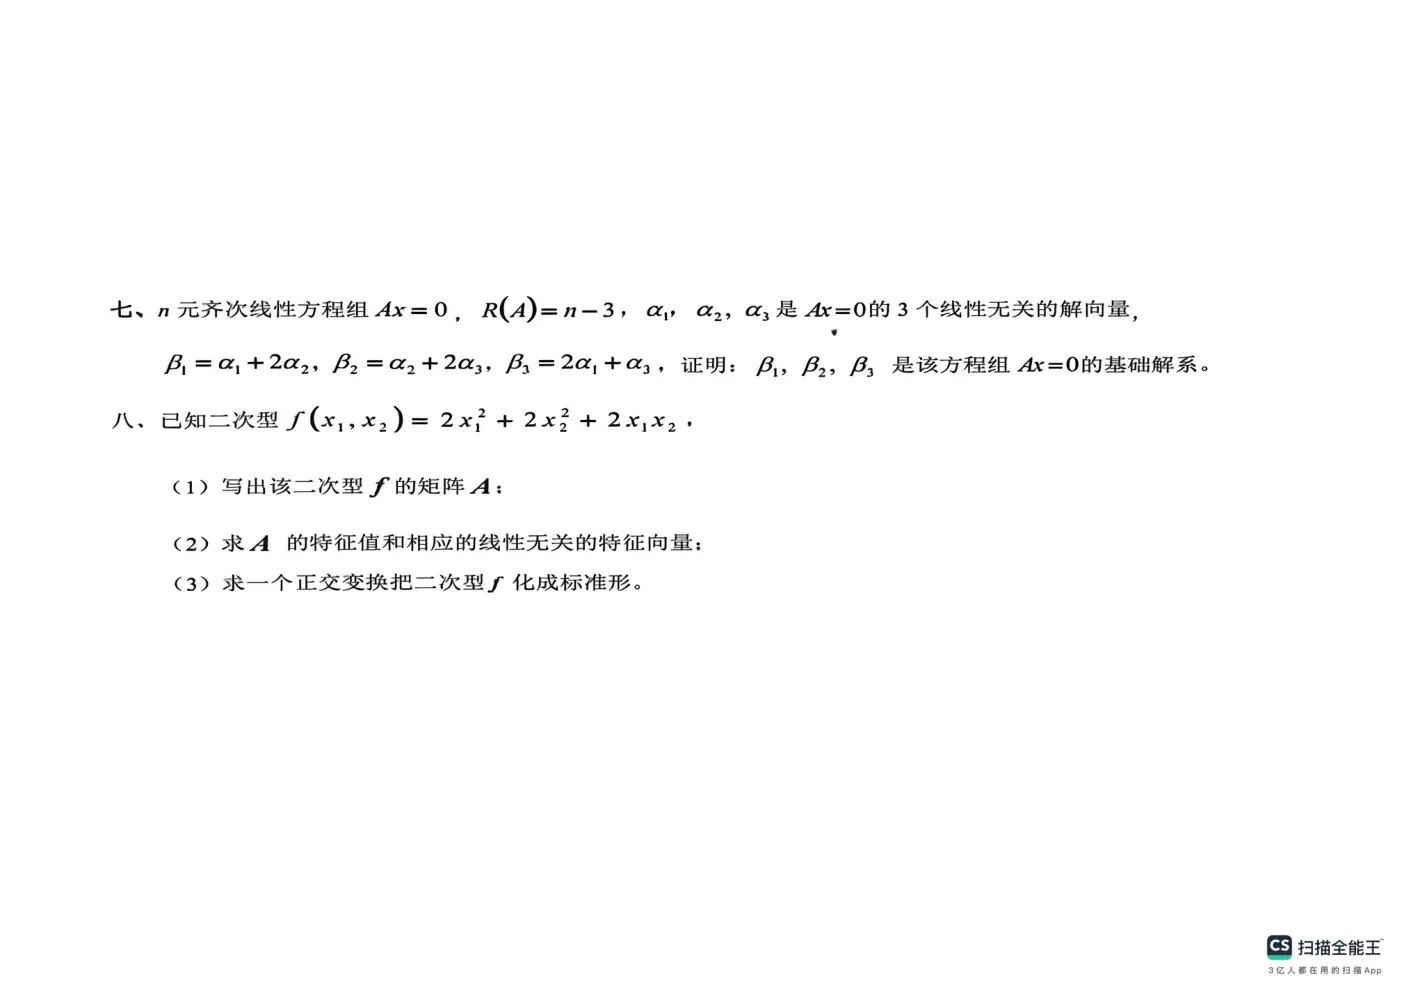 七、n 元齐次线性方程组 Ax = 0， R(A)= n − 3， α₁， α₂, α₃ 是 Ax=0的 3 个线性无关的解向量，
β₁ = α₁ + 2α₂, β₂ = α₂ + 2α₃, β₃ = 2α₁ + α₃，证明：β₁, β₂, β₃ 是该方程组 Ax=0的基础解系。
八、已知二次型 f(x₁, x₂) = 2x₁² + 2x₂² + 2x₁x₂，
（1）写出该二次型 f 的矩阵 A；
（2）求 A 的特征值和相应的线性无关的特征向量；
（3）求一个正交变换把二次型 f 化成标准形。
CS 扫描全能王
3亿人都在用的扫描App